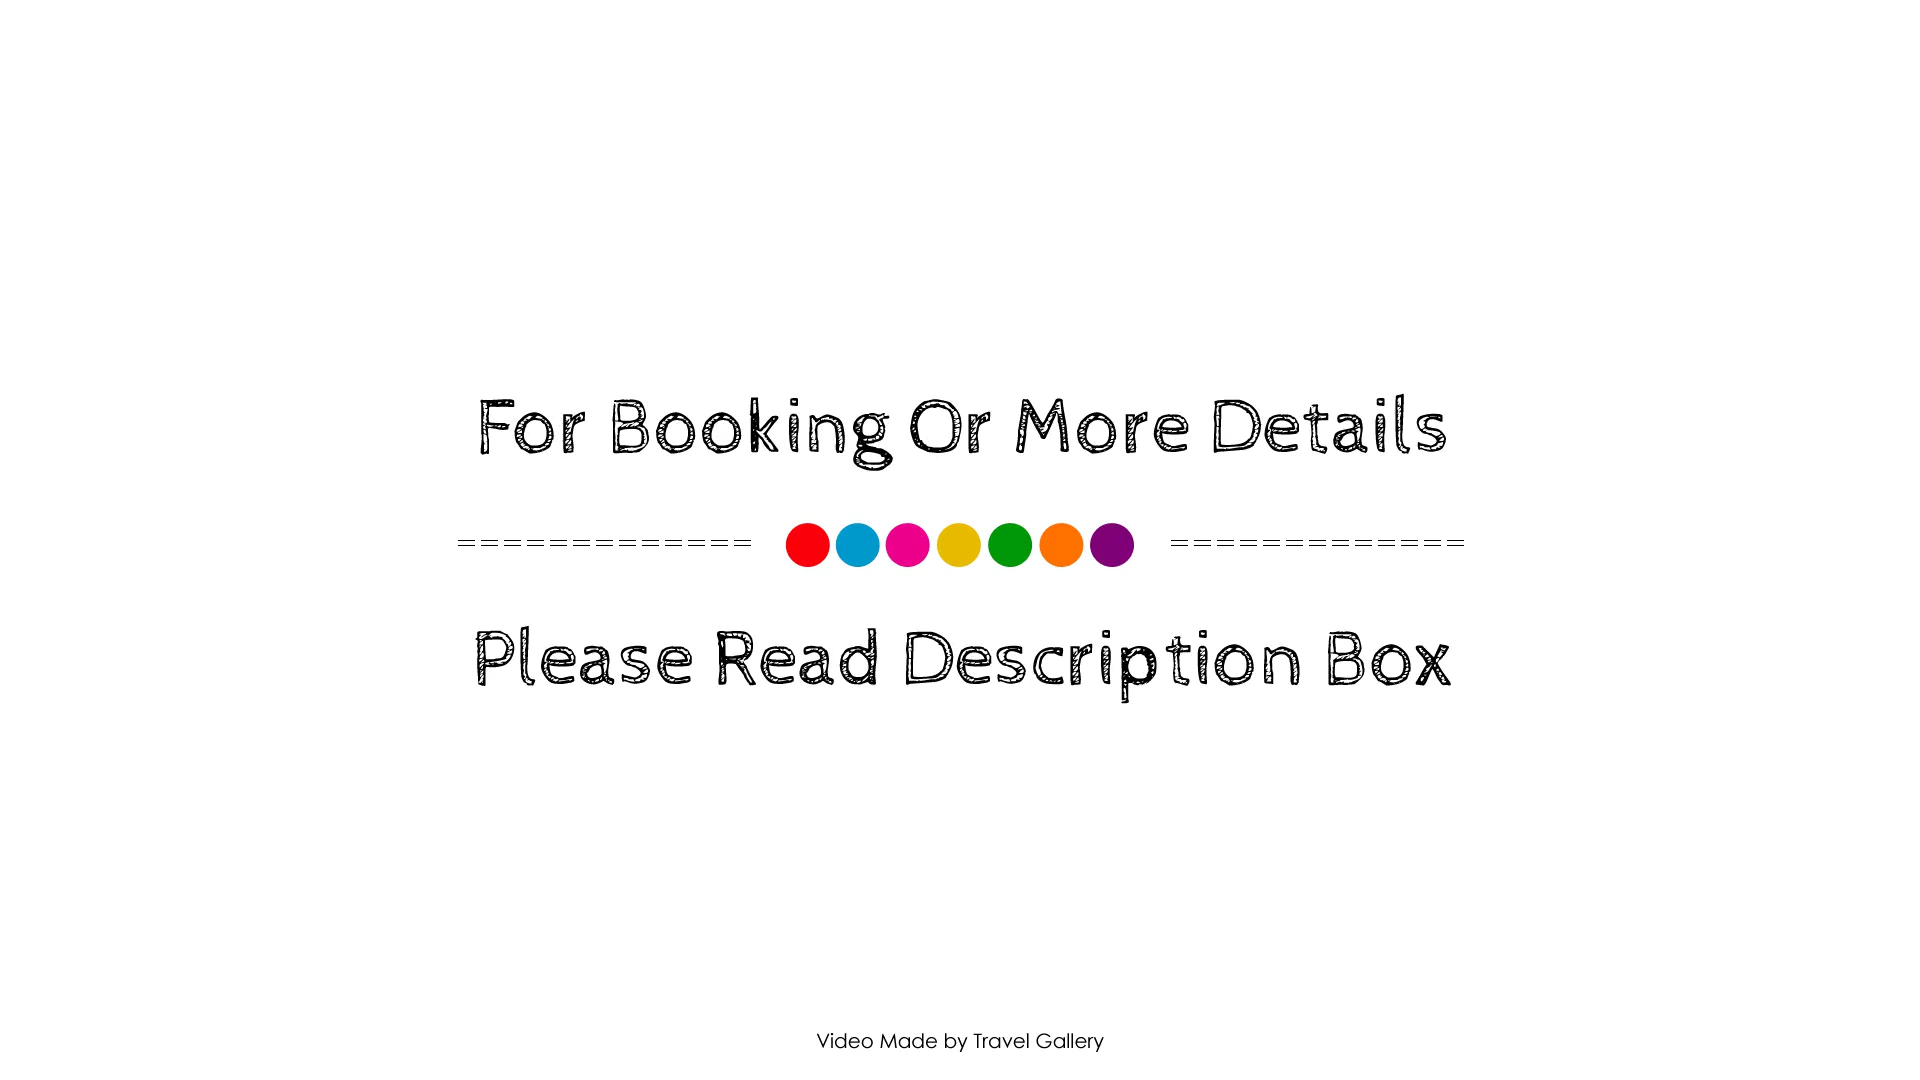 For Booking Or More Details
============= =============
Please Read Description Box
Video Made by Travel Gallery